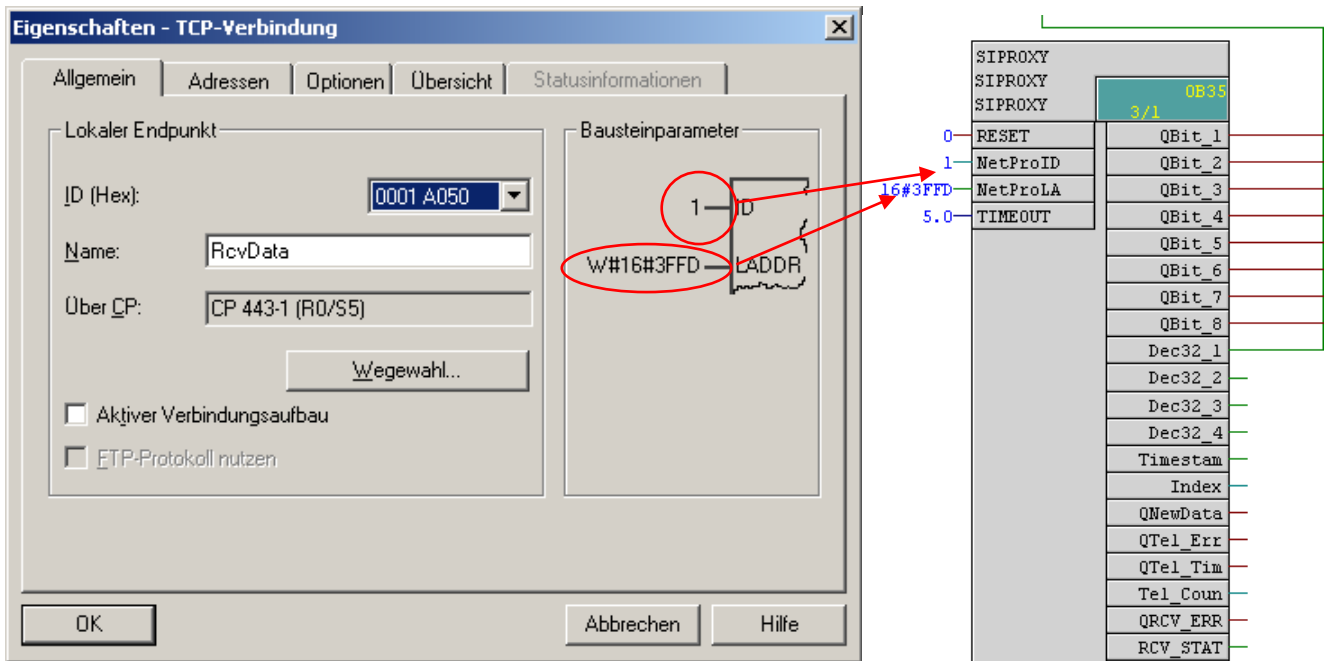 Eigenschaften - TCP-Verbindung
Allgemein
Adressen
Optionen
Übersicht
Statusinformationen
Lokaler Endpunkt
ID (Hex):
0001 A050
Name:
RcvData
Über CP:
CP 443-1 (R0/S5)
Wegewahl...
Aktiver Verbindungsaufbau
FTP-Protokoll nutzen
Bausteinparameter
1
ID
W#16#3FFD
LADDR
OK
Abbrechen
Hilfe
SIPROXY
SIPROXY
SIPROXY
OB35
3/1
0 RESET
1 NetProID
16#3FFD NetProLA
5.0 TIMEOUT
QBit_1
QBit_2
QBit_3
QBit_4
QBit_5
QBit_6
QBit_7
QBit_8
Dec32_1
Dec32_2
Dec32_3
Dec32_4
Timestam
Index
QNewData
QTel_Err
QTel_Tim
Tel_Coun
QRCV_ERR
RCV_STAT